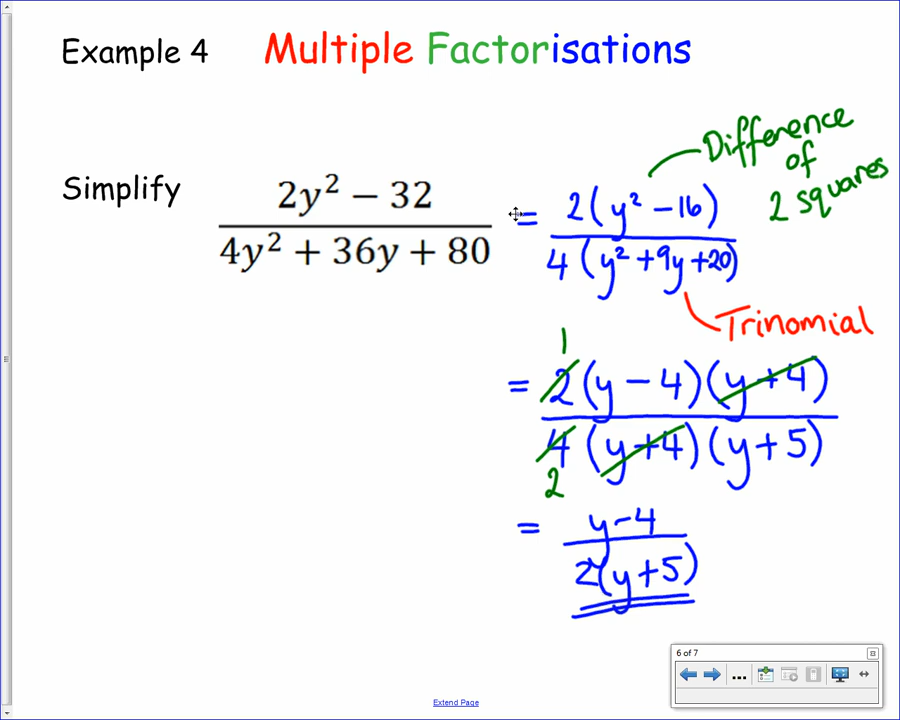 Example 4 Multiple Factorisations
Difference
of
2 squares
Simplify
2y² − 32
4y² + 36y + 80
= 2(y² − 16)
4(y² + 9y + 20)
Trinomial
1
= 2(y − 4)(y + 4)
4(y + 4)(y + 5)
2
= y − 4
2(y + 5)
6 of 7
...
Extend Page